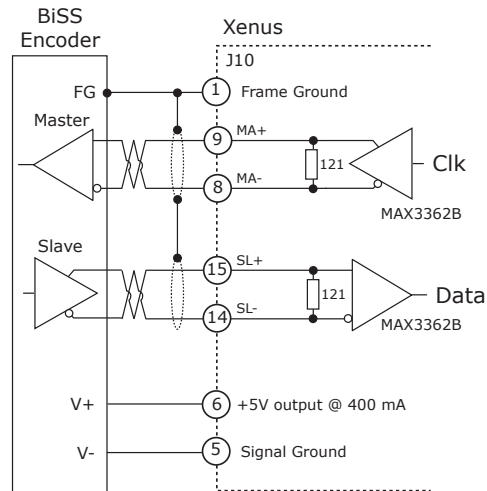 BiSS
Encoder
Xenus
J10
FG
1
Frame Ground
Master
9
MA+
121
Clk
8
MA-
MAX3362B
Slave
15
SL+
121
Data
14
SL-
MAX3362B
V+
6
+5V output @ 400 mA
V-
5
Signal Ground